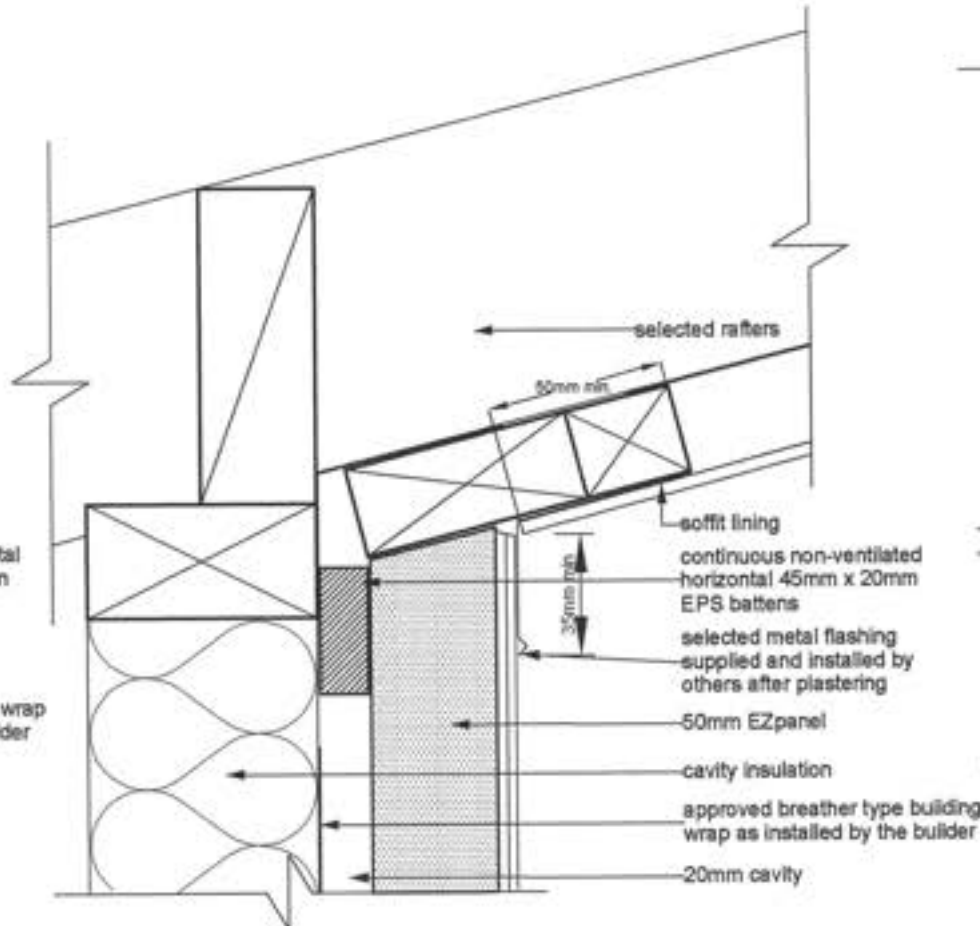 selected rafters
50mm min.
soffit lining
continuous non-ventilated
horizontal 45mm x 20mm
EPS battens
35mm min
selected metal flashing
supplied and installed by
others after plastering
50mm EZpanel
cavity insulation
approved breather type building
wrap as installed by the builder
20mm cavity
tal
n
wrap
lder